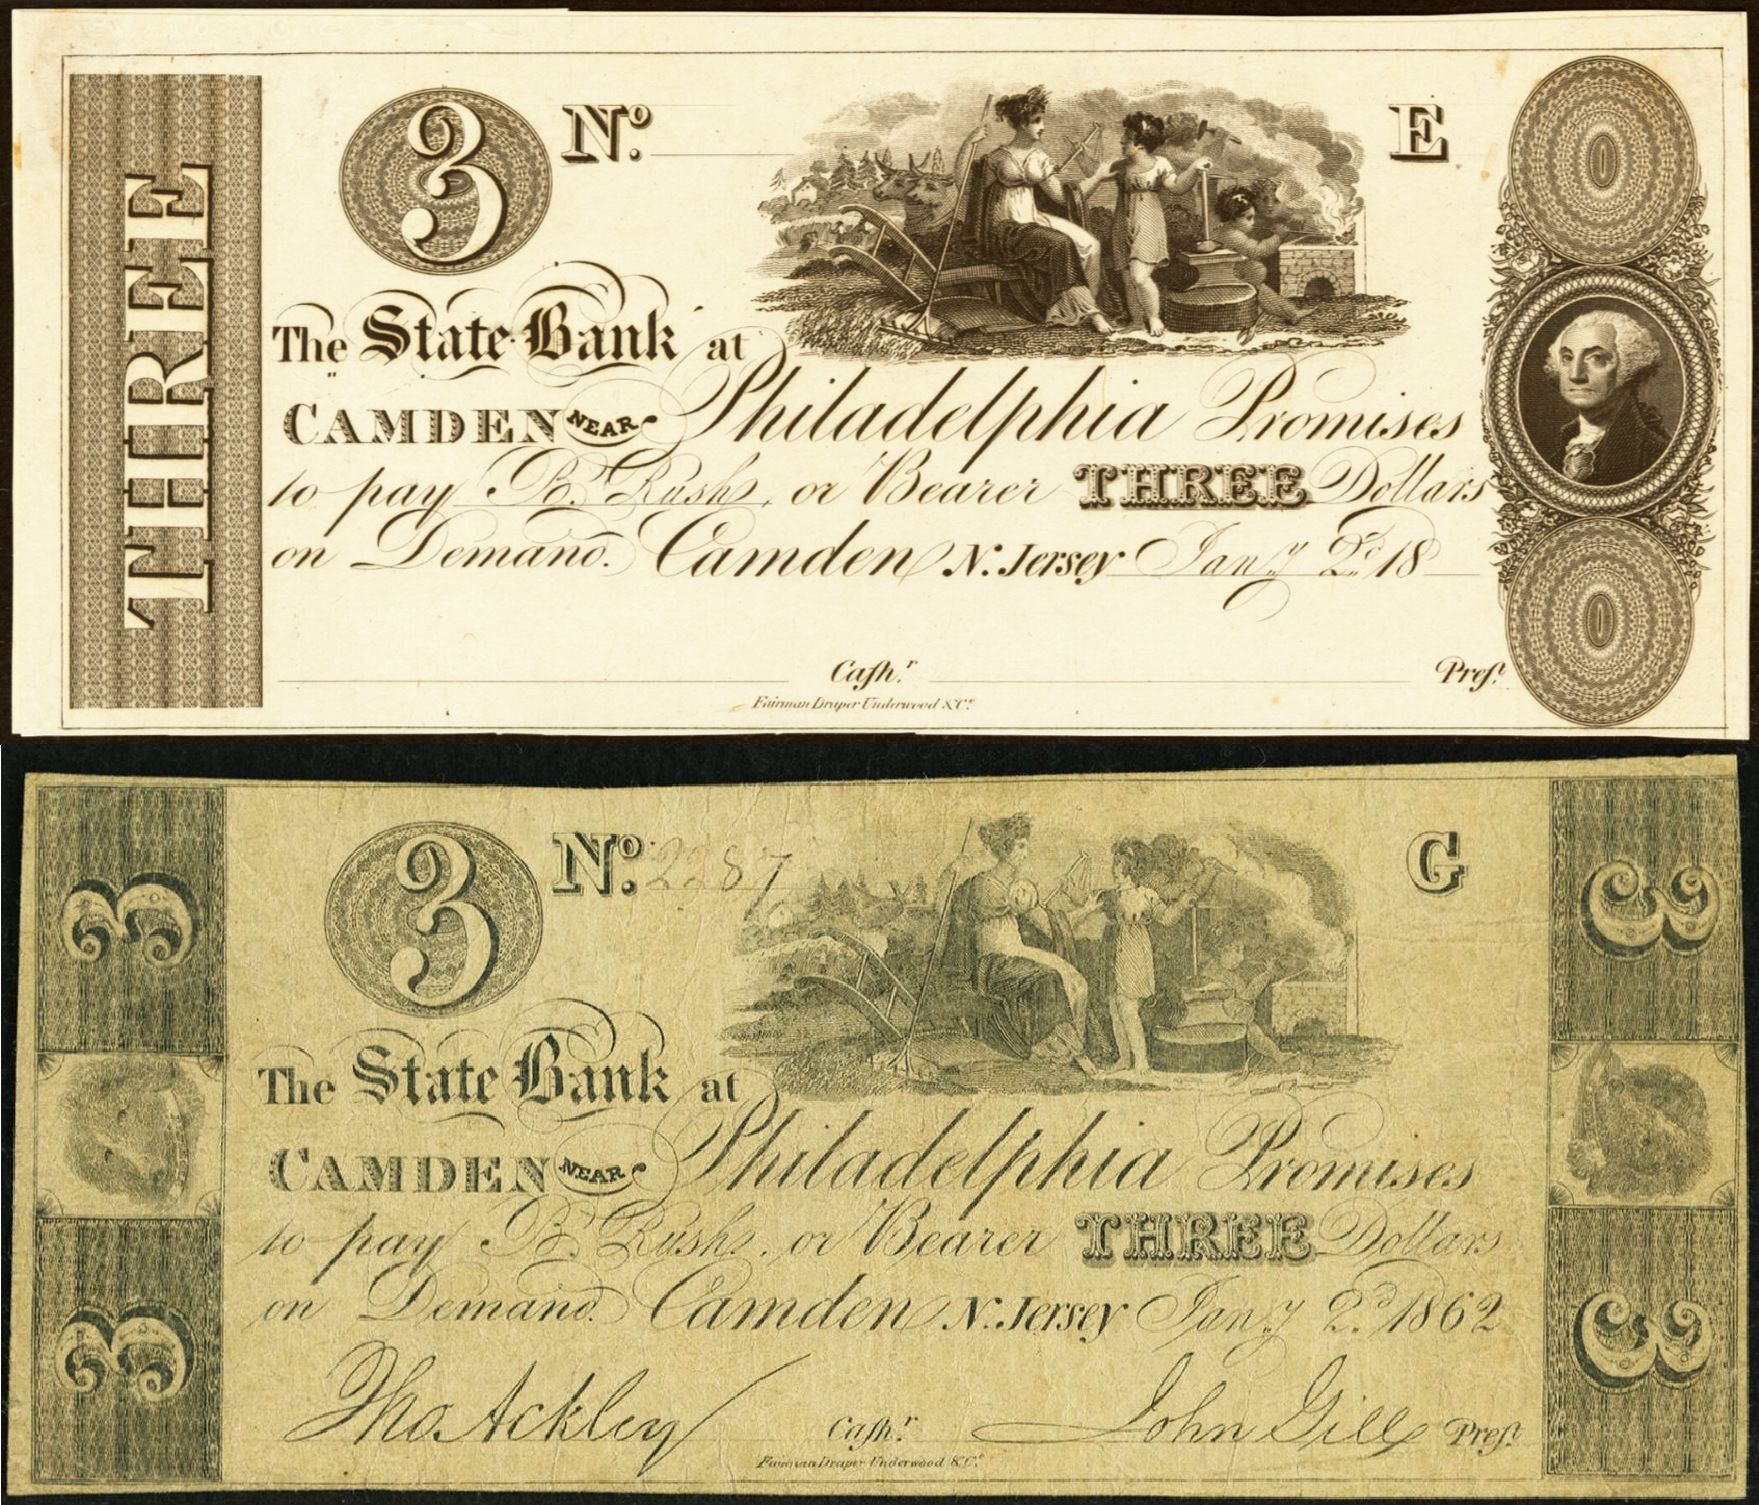 THREE
3 No. E
The State Bank at
CAMDEN NEAR Philadelphia Promises
to pay B. Rush, or Bearer THREE Dollars
on Demand. Camden N. Jersey Jany. 2d. 18
Cashr. Prest.
Fairman Draper Underwood & Co.
3 3 No. 2287 G 3
The State Bank at
CAMDEN NEAR Philadelphia Promises
to pay B. Rush, or Bearer THREE Dollars
on Demand. Camden N. Jersey Jany. 2d. 1862
3 3
Tho Ackley Cashr. John Gill Prest.
Fairman Draper Underwood & Co.